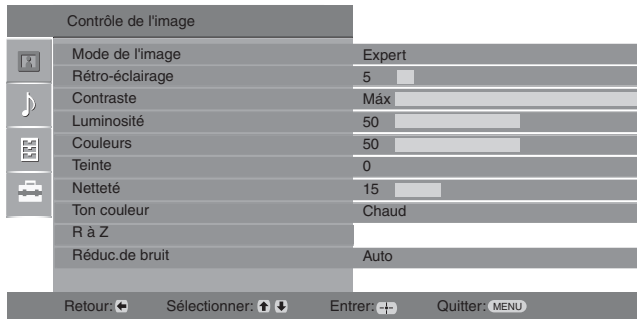 Contrôle de l'image
Mode de l'image Expert
Rétro-éclairage 5
Contraste Máx
Luminosité 50
Couleurs 50
Teinte 0
Netteté 15
Ton couleur Chaud
R à Z
Réduc.de bruit Auto
Retour: Sélectionner: Entrer: Quitter: MENU